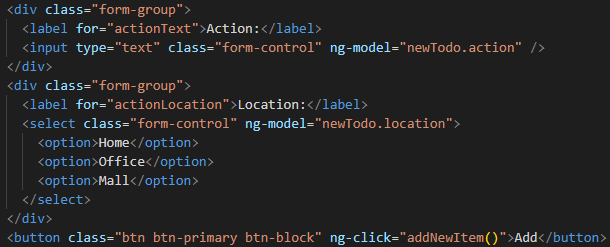 <div class="form-group">
  <label for="actionText">Action:</label>
  <input type="text" class="form-control" ng-model="newTodo.action" />
</div>
<div class="form-group">
  <label for="actionLocation">Location:</label>
  <select class="form-control" ng-model="newTodo.location">
    <option>Home</option>
    <option>Office</option>
    <option>Mall</option>
  </select>
</div>
<button class="btn btn-primary btn-block" ng-click="addNewItem()">Add</button>